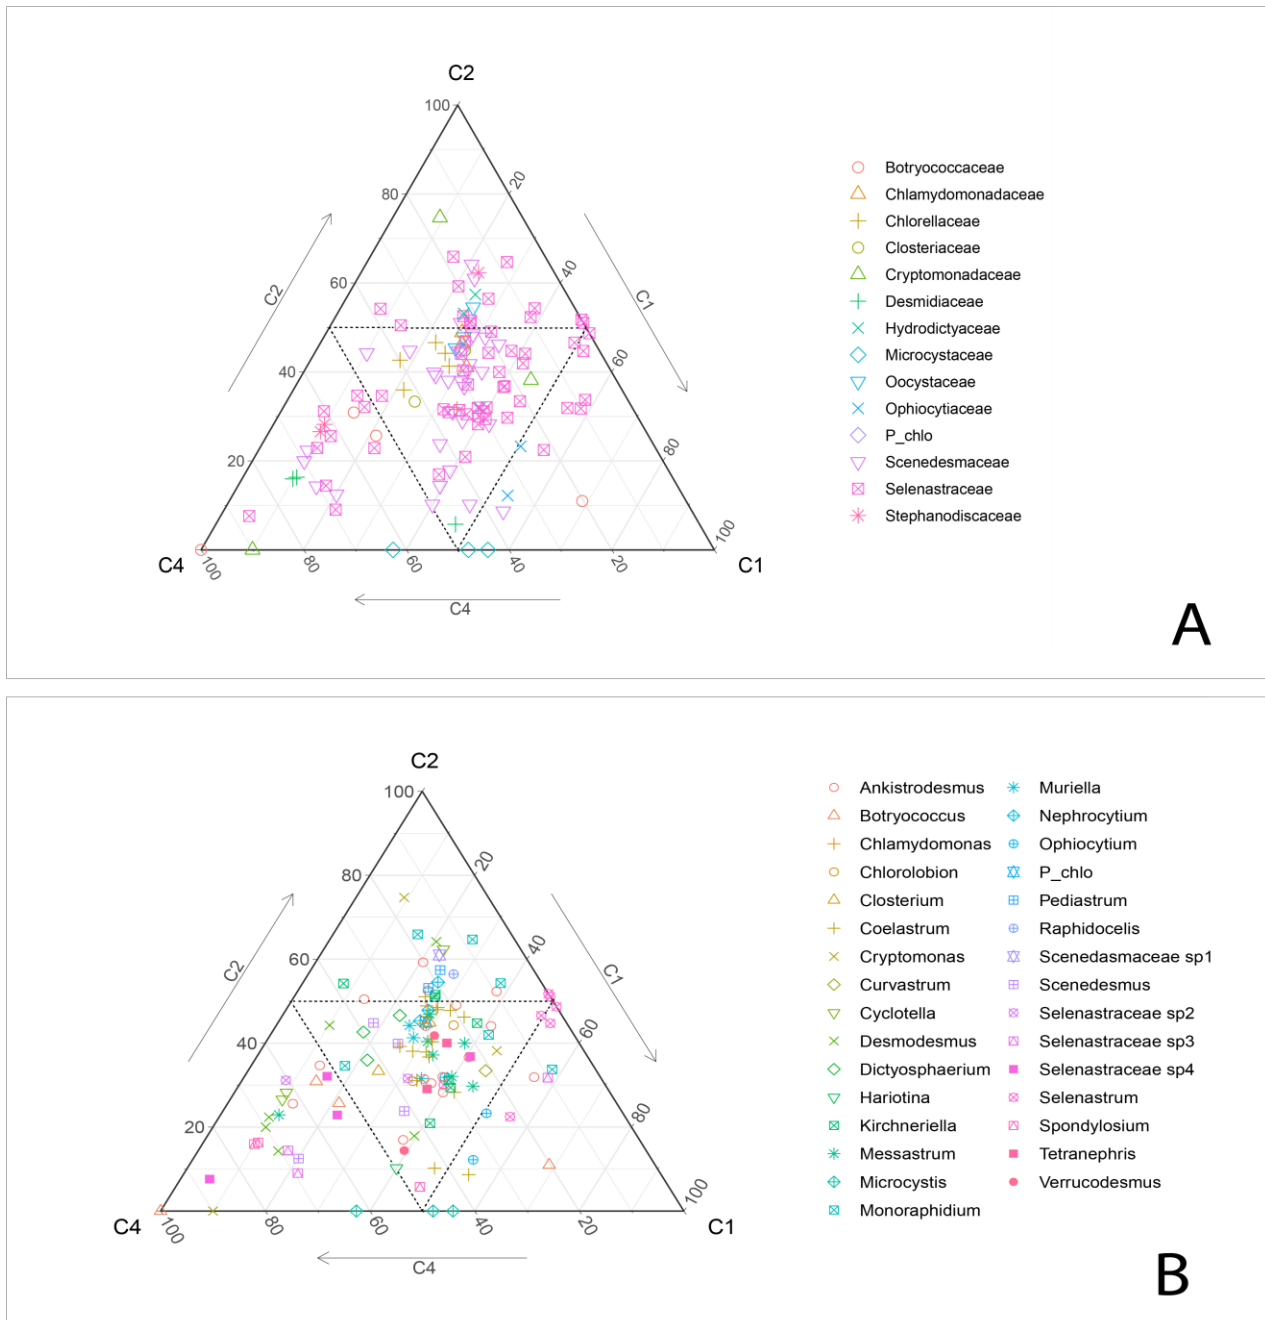 C2
100
80
20
60
40
C2
C1
40
60
20
80
C4
100
80
60
40
20
100
C1
C4
Botryococcaceae
Chlamydomonadaceae
Chlorellaceae
Closteriaceae
Cryptomonadaceae
Desmidiaceae
Hydrodictyaceae
Microcystaceae
Oocystaceae
Ophiocytiaceae
P_chlo
Scenedesmaceae
Selenastraceae
Stephanodiscaceae
A
C2
100
80
20
60
40
C2
C1
40
60
20
80
C4
100
80
60
40
20
100
C1
C4
Ankistrodesmus
Botryococcus
Chlamydomonas
Chlorolobion
Closterium
Coelastrum
Cryptomonas
Curvastrum
Cyclotella
Desmodesmus
Dictyosphaerium
Hariotina
Kirchneriella
Messastrum
Microcystis
Monoraphidium
Muriella
Nephrocytium
Ophiocytium
P_chlo
Pediastrum
Raphidocelis
Scenedasmaceae sp1
Scenedesmus
Selenastraceae sp2
Selenastraceae sp3
Selenastraceae sp4
Selenastrum
Spondylosium
Tetranephris
Verrucodesmus
B